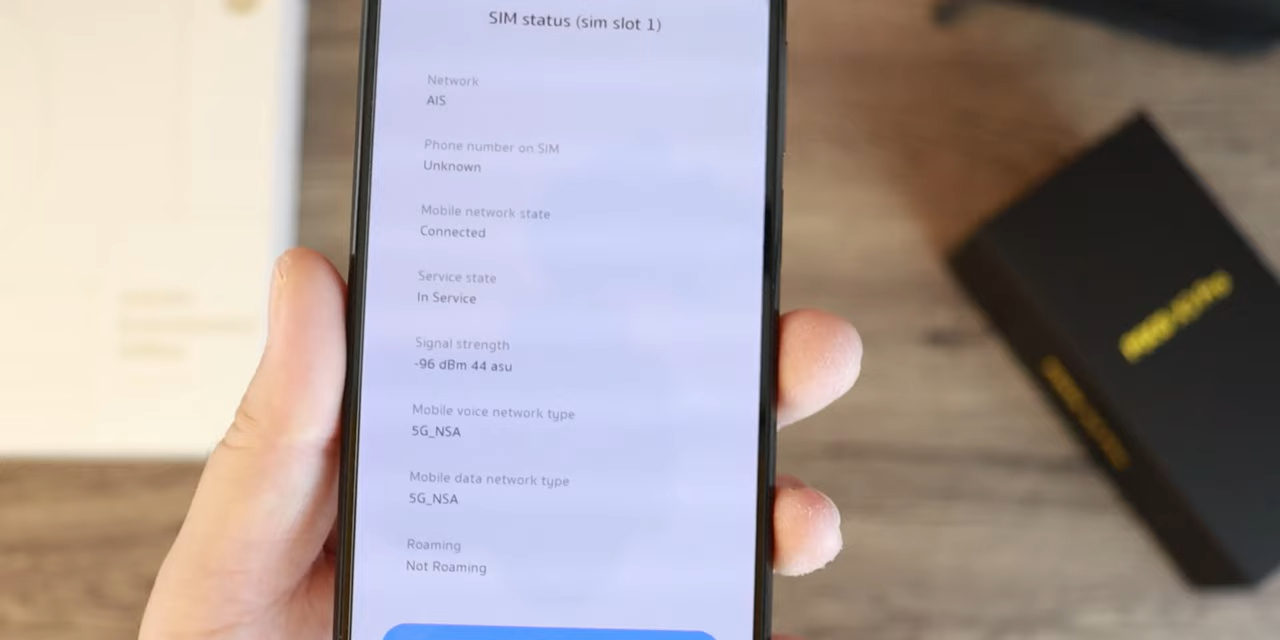 SIM status (sim slot 1)
Network
AIS
Phone number on SIM
Unknown
Mobile network state
Connected
Service state
In Service
Signal strength
-96 dBm 44 asu
Mobile voice network type
5G_NSA
Mobile data network type
5G_NSA
Roaming
Not Roaming